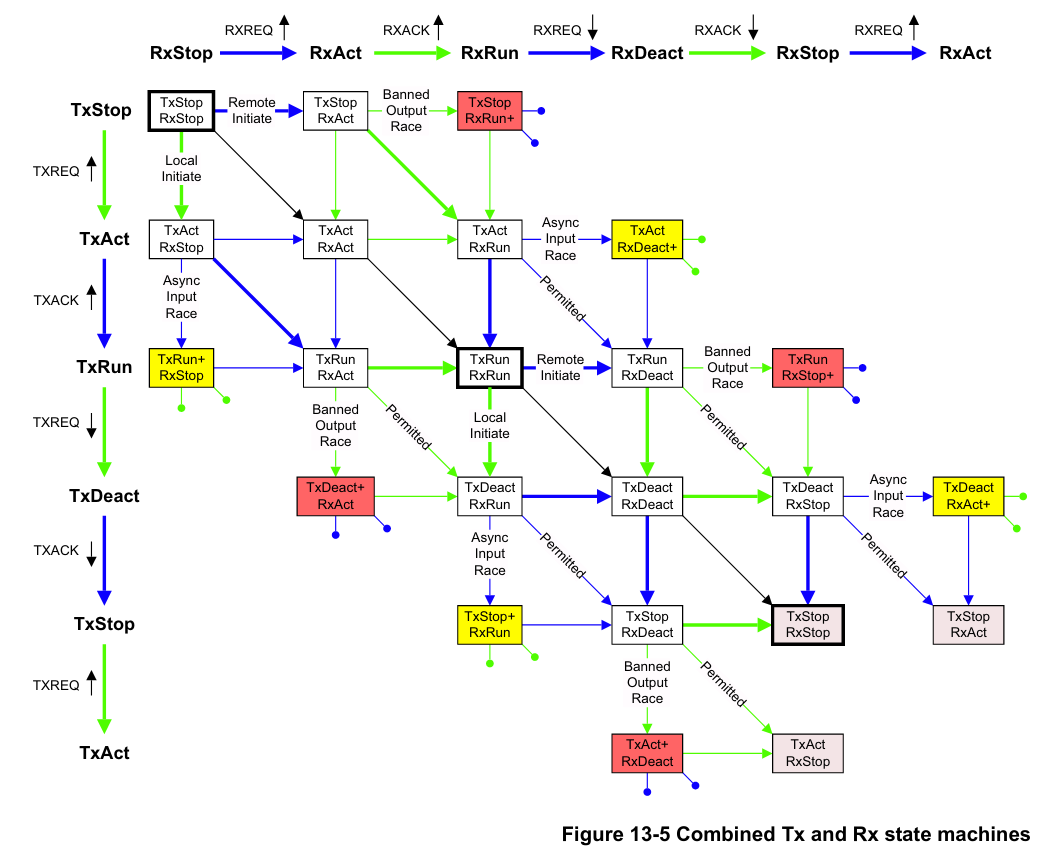 RXREQ RXACK RXREQ RXACK RXREQ
RxStop RxAct RxRun RxDeact RxStop RxAct
TxStop
TXREQ
TxAct
TXACK
TxRun
TXREQ
TxDeact
TXACK
TxStop
TXREQ
TxAct
TxStop
RxStop
Remote
Initiate
TxStop
RxAct
Banned
Output
Race
TxStop
RxRun+
Local
Initiate
TxAct
RxStop
TxAct
RxAct
TxAct
RxRun
Async
Input
Race
TxAct
RxDeact+
Async
Input
Race
Permitted
TxRun+
RxStop
TxRun
RxAct
TxRun
RxRun
Remote
Initiate
TxRun
RxDeact
Banned
Output
Race
TxRun
RxStop+
Banned
Output
Race
Permitted
Local
Initiate
Permitted
TxDeact+
RxAct
TxDeact
RxRun
TxDeact
RxDeact
TxDeact
RxStop
Async
Input
Race
TxDeact
RxAct+
Async
Input
Race
Permitted
Permitted
TxStop+
RxRun
TxStop
RxDeact
TxStop
RxStop
TxStop
RxAct
Banned
Output
Race
Permitted
TxAct+
RxDeact
TxAct
RxStop
Figure 13-5 Combined Tx and Rx state machines